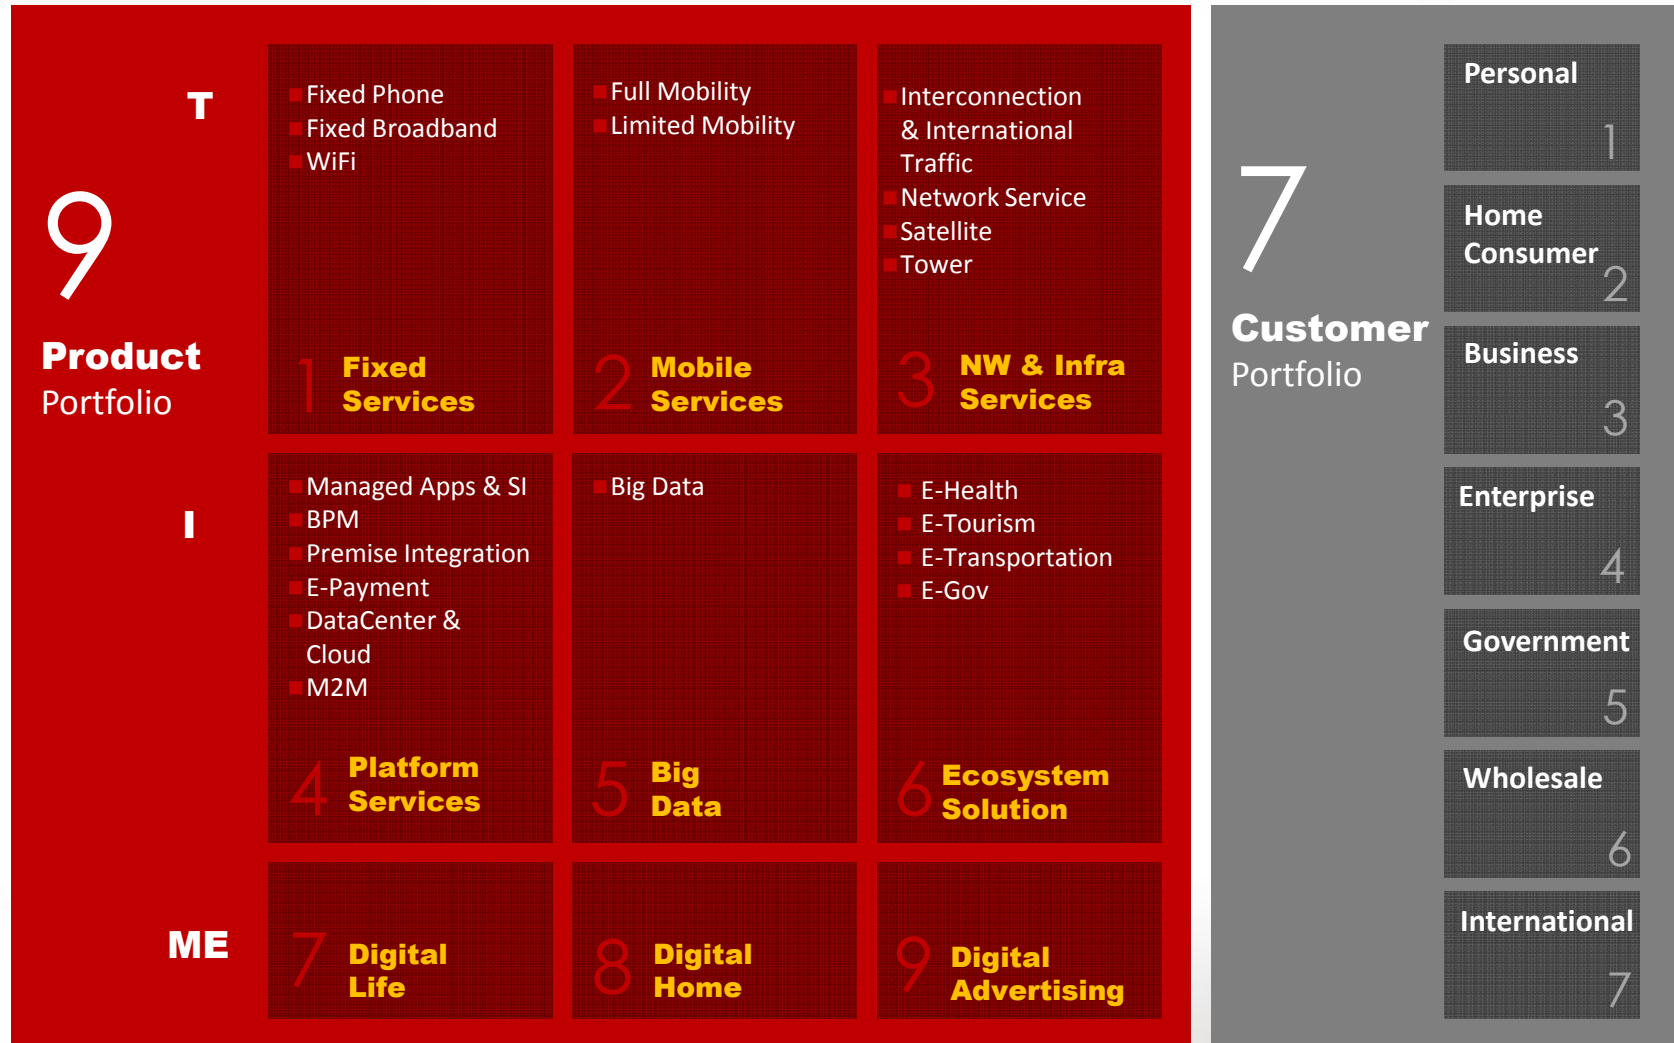 T
9
Product
Portfolio
Fixed Phone
Fixed Broadband
WiFi
1
Fixed
Services
Full Mobility
Limited Mobility
2
Mobile
Services
Interconnection
& International
Traffic
Network Service
Satellite
Tower
3
NW & Infra
Services
I
Managed Apps & SI
BPM
Premise Integration
E-Payment
DataCenter &
Cloud
M2M
4
Platform
Services
Big Data
5
Big
Data
E-Health
E-Tourism
E-Transportation
E-Gov
6
Ecosystem
Solution
ME
7
Digital
Life
8
Digital
Home
9
Digital
Advertising
7
Customer
Portfolio
Personal
1
Home
Consumer
2
Business
3
Enterprise
4
Government
5
Wholesale
6
International
7